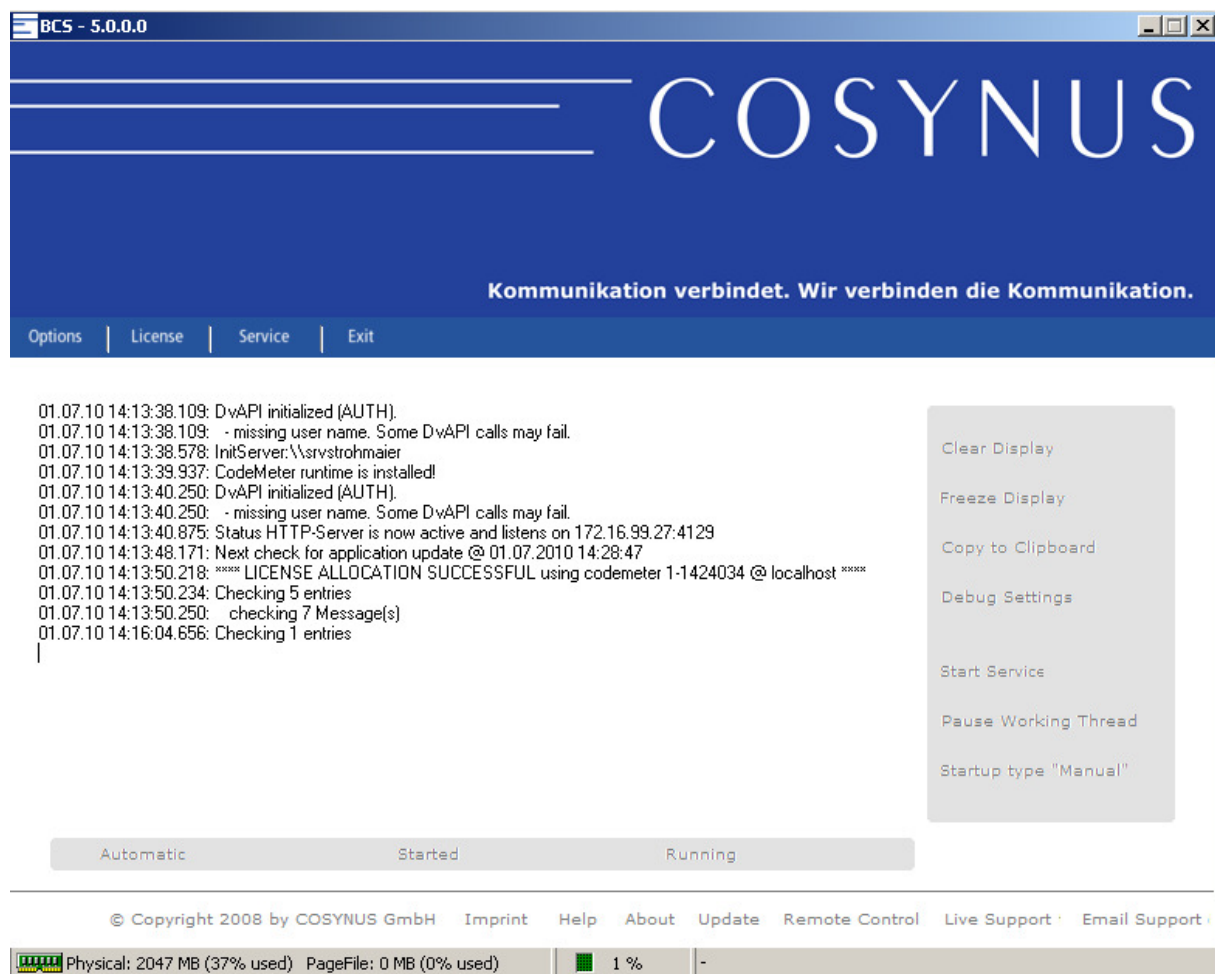 BCS - 5.0.0.0
COSYNUS
Kommunikation verbindet. Wir verbinden die Kommunikation.
Options | License | Service | Exit
01.07.10 14:13:38.109: DvAPI initialized (AUTH).
01.07.10 14:13:38.109: - missing user name. Some DvAPI calls may fail.
01.07.10 14:13:38.578: InitServer:\\srvstrohmaier
01.07.10 14:13:39.937: CodeMeter runtime is installed!
01.07.10 14:13:40.250: DvAPI initialized (AUTH).
01.07.10 14:13:40.250: - missing user name. Some DvAPI calls may fail.
01.07.10 14:13:40.875: Status HTTP-Server is now active and listens on 172.16.99.27:4129
01.07.10 14:13:48.171: Next check for application update @ 01.07.2010 14:28:47
01.07.10 14:13:50.218: **** LICENSE ALLOCATION SUCCESSFUL using codemeter 1-1424034 @ localhost ****
01.07.10 14:13:50.234: Checking 5 entries
01.07.10 14:13:50.250: checking 7 Message(s)
01.07.10 14:16:04.656: Checking 1 entries
Clear Display
Freeze Display
Copy to Clipboard
Debug Settings
Start Service
Pause Working Thread
Startup type "Manual"
Automatic Started Running
© Copyright 2008 by COSYNUS GmbH Imprint Help About Update Remote Control Live Support Email Support
Physical: 2047 MB (37% used) PageFile: 0 MB (0% used) 1 % -